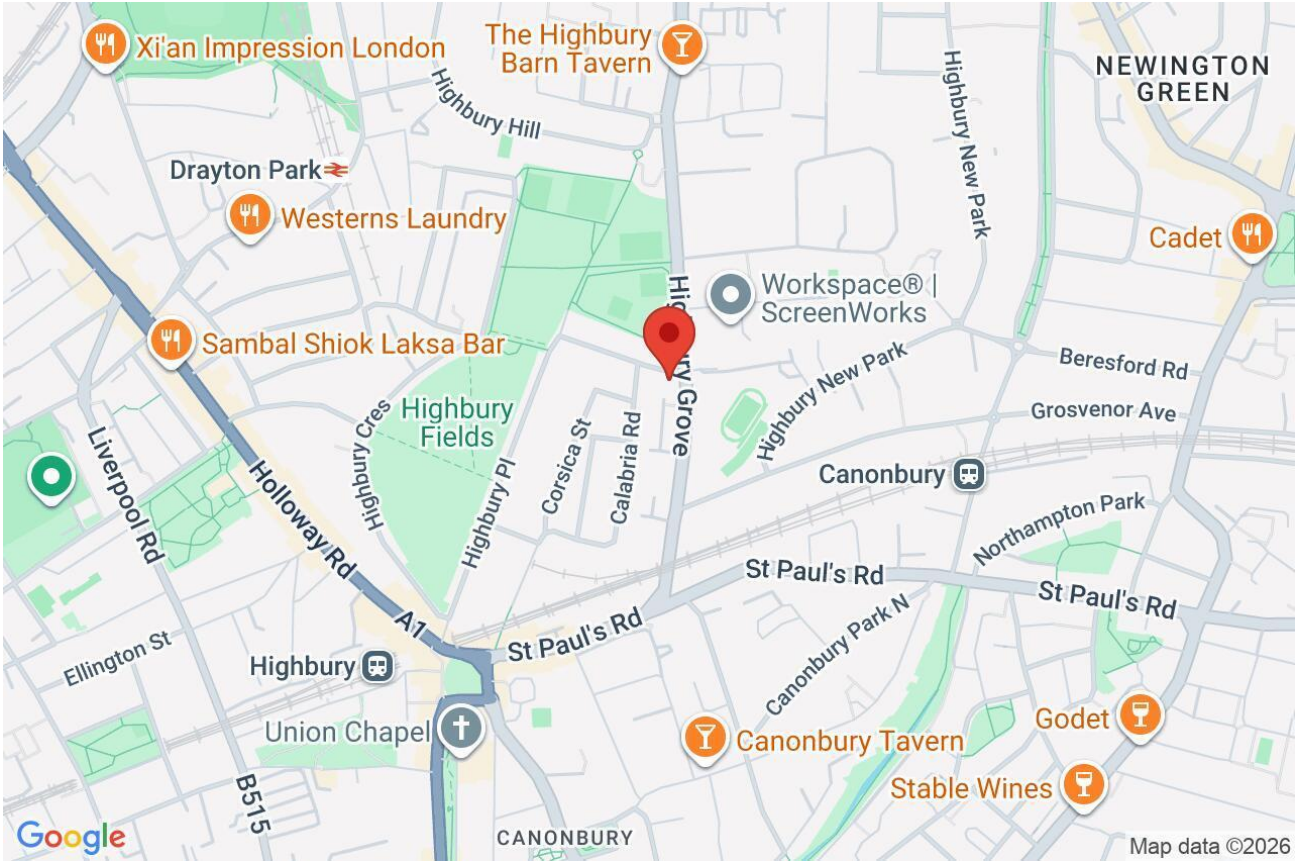 Xi'an Impression London
The Highbury
Barn Tavern
NEWINGTON
GREEN
Highbury Hill
Highbury New Park
Drayton Park
Westerns Laundry
Cadet
Workspace® |
ScreenWorks
Sambal Shiok Laksa Bar
Highbury Grove
Highbury New Park
Beresford Rd
Grosvenor Ave
Highbury
Fields
Highbury Cres
Corsica St
Calabria Rd
Liverpool Rd
Holloway Rd
Highbury Pl
Canonbury
Northampton Park
St Paul's Rd
St Paul's Rd
A1
St Paul's Rd
Canonbury Park N
Ellington St
Highbury
Union Chapel
Canonbury Tavern
Godet
Stable Wines
B515
Google
CANONBURY
Map data ©2026